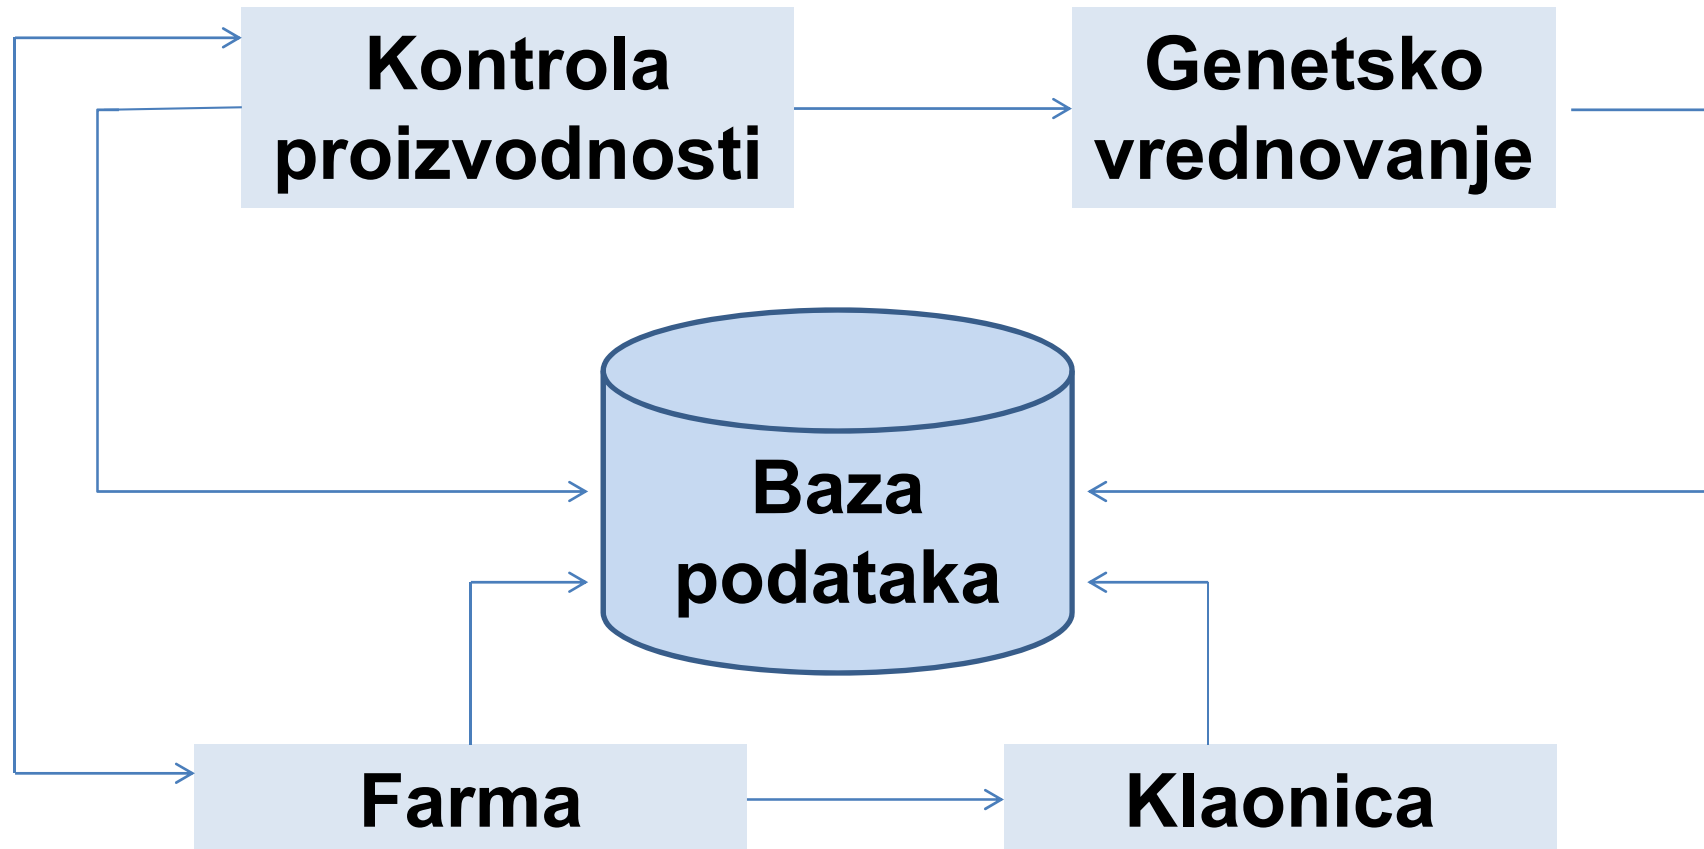 Kontrola
proizvodnosti
Genetsko
vrednovanje
Baza
podataka
Farma
Klaonica